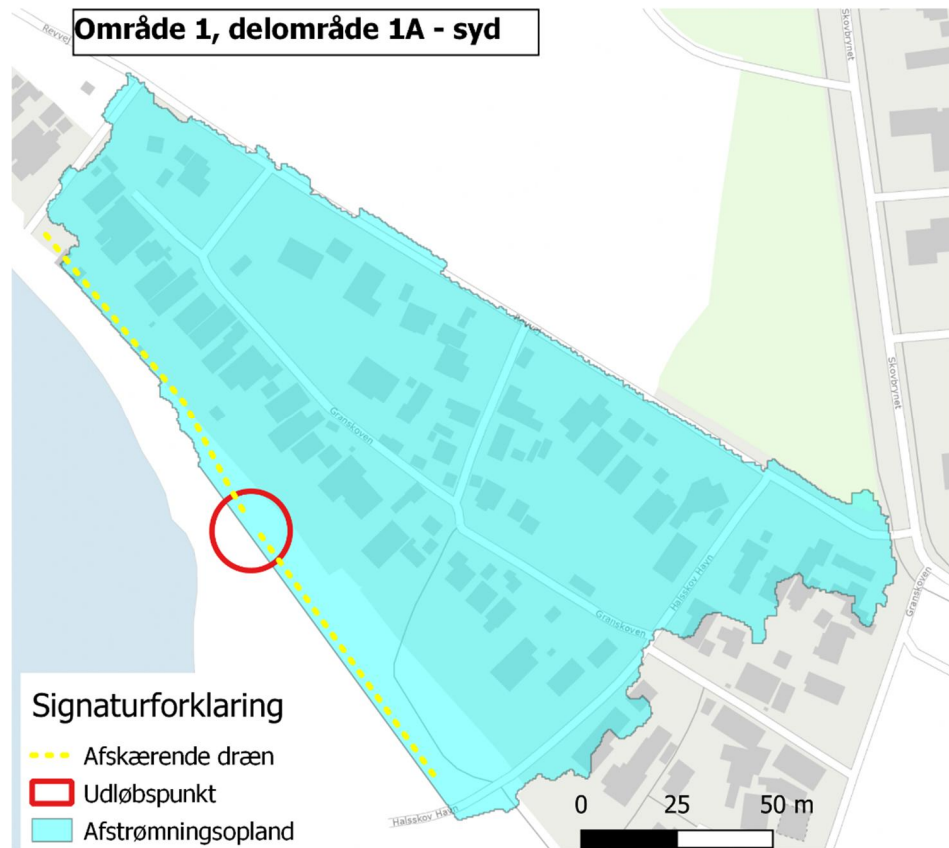 Område 1, delområde 1A - syd
Revvej
Skovbrynet
Skovbrynet
Granskoven
Granskoven
Halsskov Havn
Granskoven
Halsskov Havn
Signaturforklaring
Afskærende dræn
Udløbspunkt
Afstrømningsopland
0 25 50 m